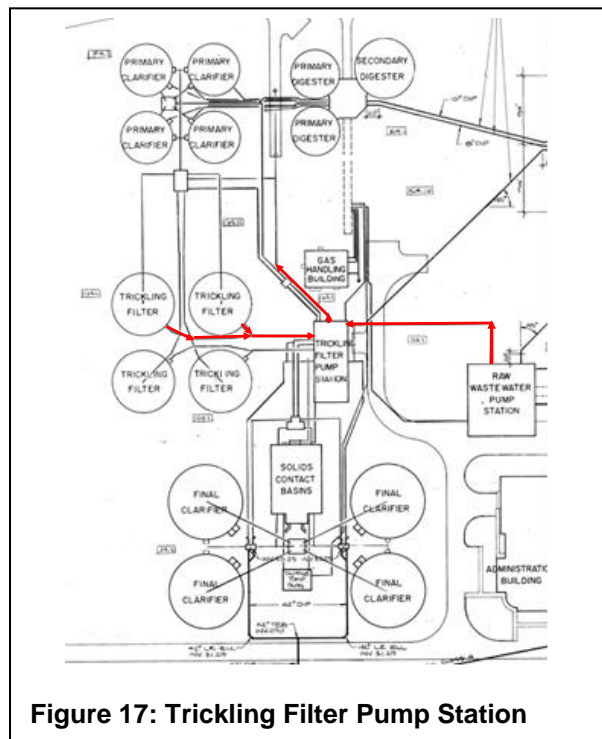 PRIMARY
CLARIFIER
PRIMARY
CLARIFIER
PRIMARY
DIGESTER
SECONDARY
DIGESTER
PRIMARY
CLARIFIER
PRIMARY
CLARIFIER
PRIMARY
DIGESTER
GAS
HANDLING
BUILDING
TRICKLING
FILTER
TRICKLING
FILTER
TRICKLING
FILTER
PUMP
STATION
TRICKLING
FILTER
TRICKLING
FILTER
RAW
WASTEWATER
PUMP
STATION
SOLIDS
CONTACT
BASINS
FINAL
CLARIFIER
FINAL
CLARIFIER
FINAL
CLARIFIER
FINAL
CLARIFIER
ADMINISTRATION
BUILDING
42" DIP
Figure 17: Trickling Filter Pump Station